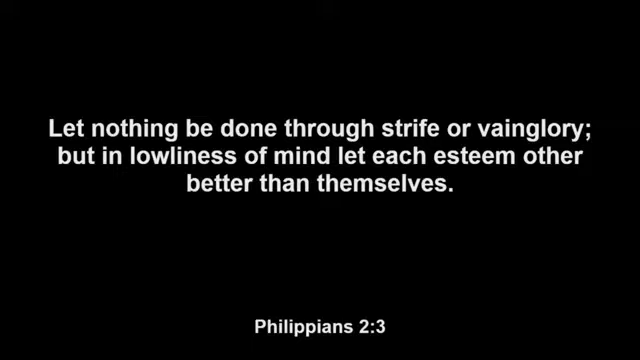 Let nothing be done through strife or vainglory;
but in lowliness of mind let each esteem other
better than themselves.
Philippians 2:3